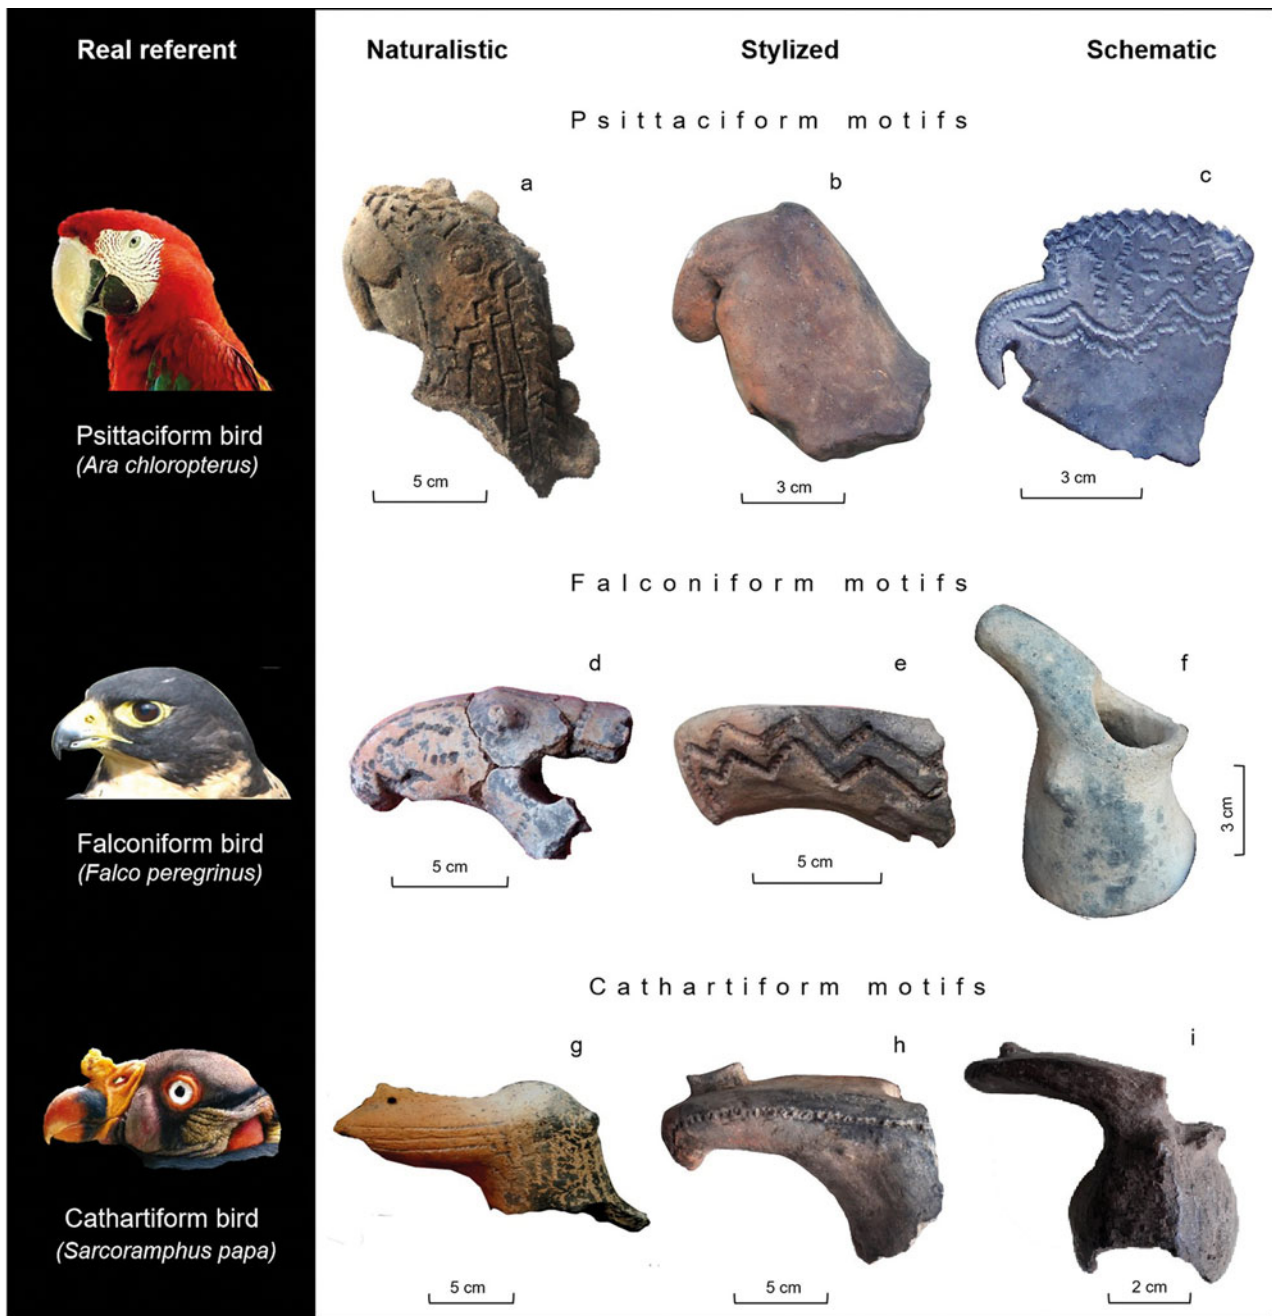 Real referent
Naturalistic
Stylized
Schematic
Psittaciform motifs
a
b
c
Psittaciform bird
(Ara chloropterus)
5 cm
3 cm
3 cm
Falconiform motifs
d
e
f
Falconiform bird
(Falco peregrinus)
5 cm
5 cm
3 cm
Cathartiform motifs
g
h
i
Cathartiform bird
(Sarcoramphus papa)
5 cm
5 cm
2 cm